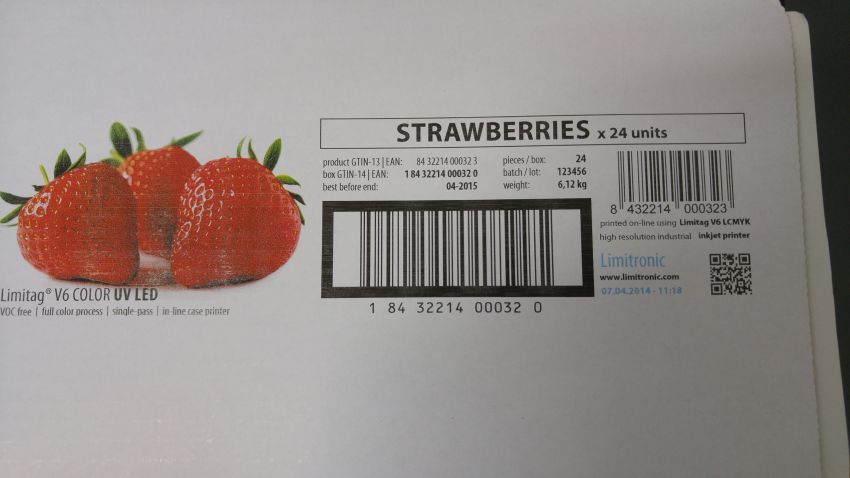 STRAWBERRIES x 24 units
product GTIN-13 | EAN: 84 32214 00032 3 pieces / box: 24
box GTIN-14 | EAN: 1 84 32214 00032 0 batch / lot: 123456
best before end: 04-2015 weight: 6,12 kg
8 432214 000323
printed on-line using Limitag V6 LCMYK
high resolution industrial inkjet printer
Limitronic
www.limitronic.com
07.04.2014 - 11:18
1 84 32214 00032 0
Limitag® V6 COLOR UV LED
VOC free | full color process | single-pass | in-line case printer